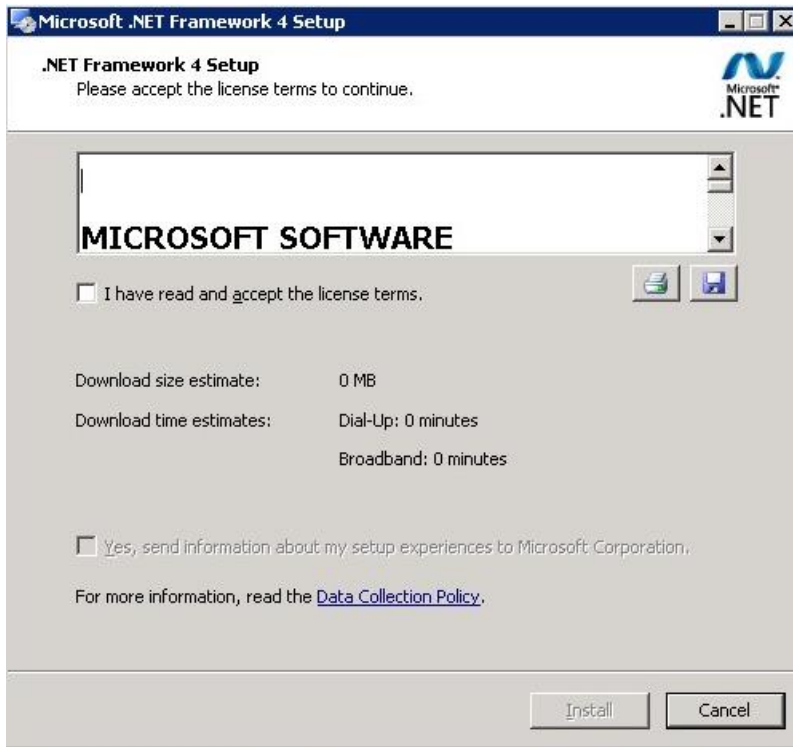 Microsoft .NET Framework 4 Setup
.NET Framework 4 Setup
Please accept the license terms to continue.
Microsoft®
.NET
MICROSOFT SOFTWARE
I have read and accept the license terms.
Download size estimate: 0 MB
Download time estimates: Dial-Up: 0 minutes
Broadband: 0 minutes
Yes, send information about my setup experiences to Microsoft Corporation.
For more information, read the Data Collection Policy.
Install Cancel